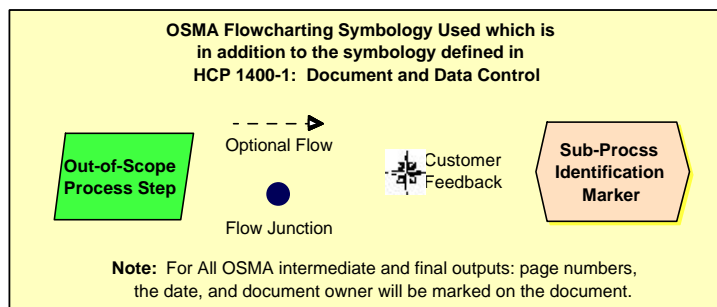 OSMA Flowcharting Symbology Used which is
in addition to the symbology defined in
HCP 1400-1: Document and Data Control
Out-of-Scope
Process Step
Optional Flow
Flow Junction
Customer
Feedback
Sub-Procss
Identification
Marker
Note: For All OSMA intermediate and final outputs: page numbers,
the date, and document owner will be marked on the document.